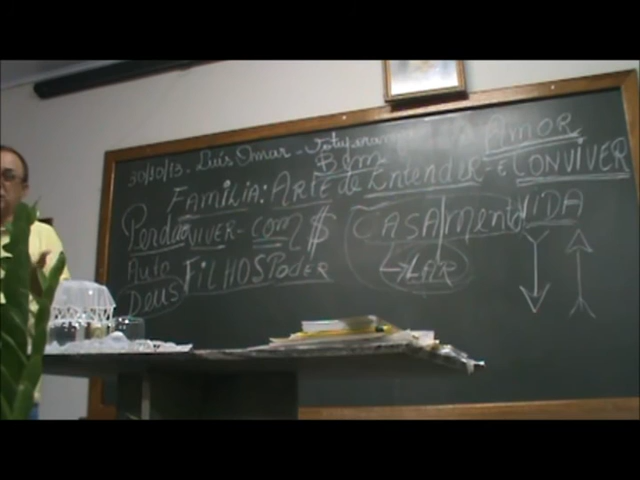 30/10/13 - Luis Omar -
AMOR
Bem
FAMILIA: ARTE de Entender - E CONVIVER
Perdua VIVER - COM $ CASAMENTO VIDA
Auto FILHOS PoDER → LAR
Deus